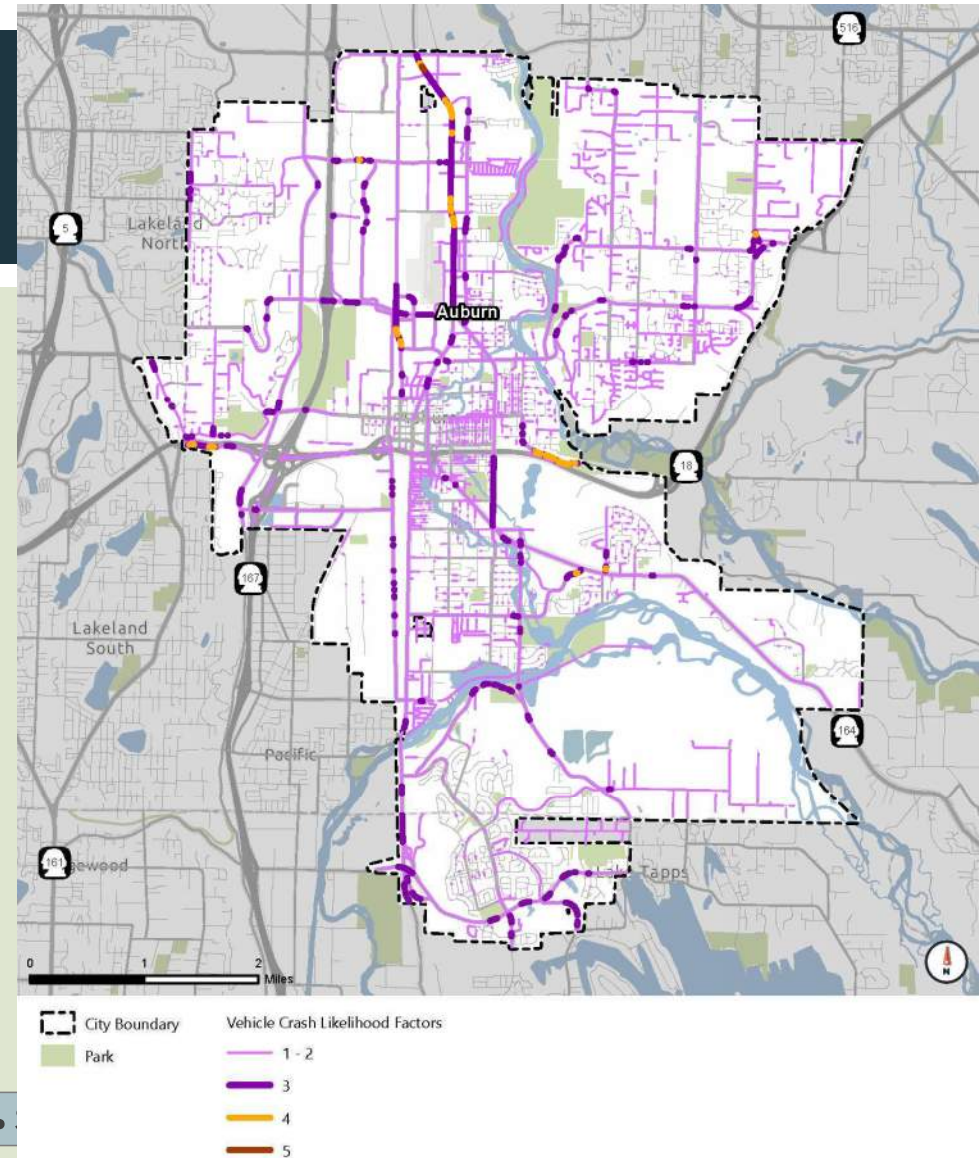 516
5
Lakeland
North
Auburn
18
167
Lakeland
South
164
Pacific
161
ewood
Tapps
0 1 2
Miles
N
City Boundary
Park
Vehicle Crash Likelihood Factors
1 - 2
3
4
5